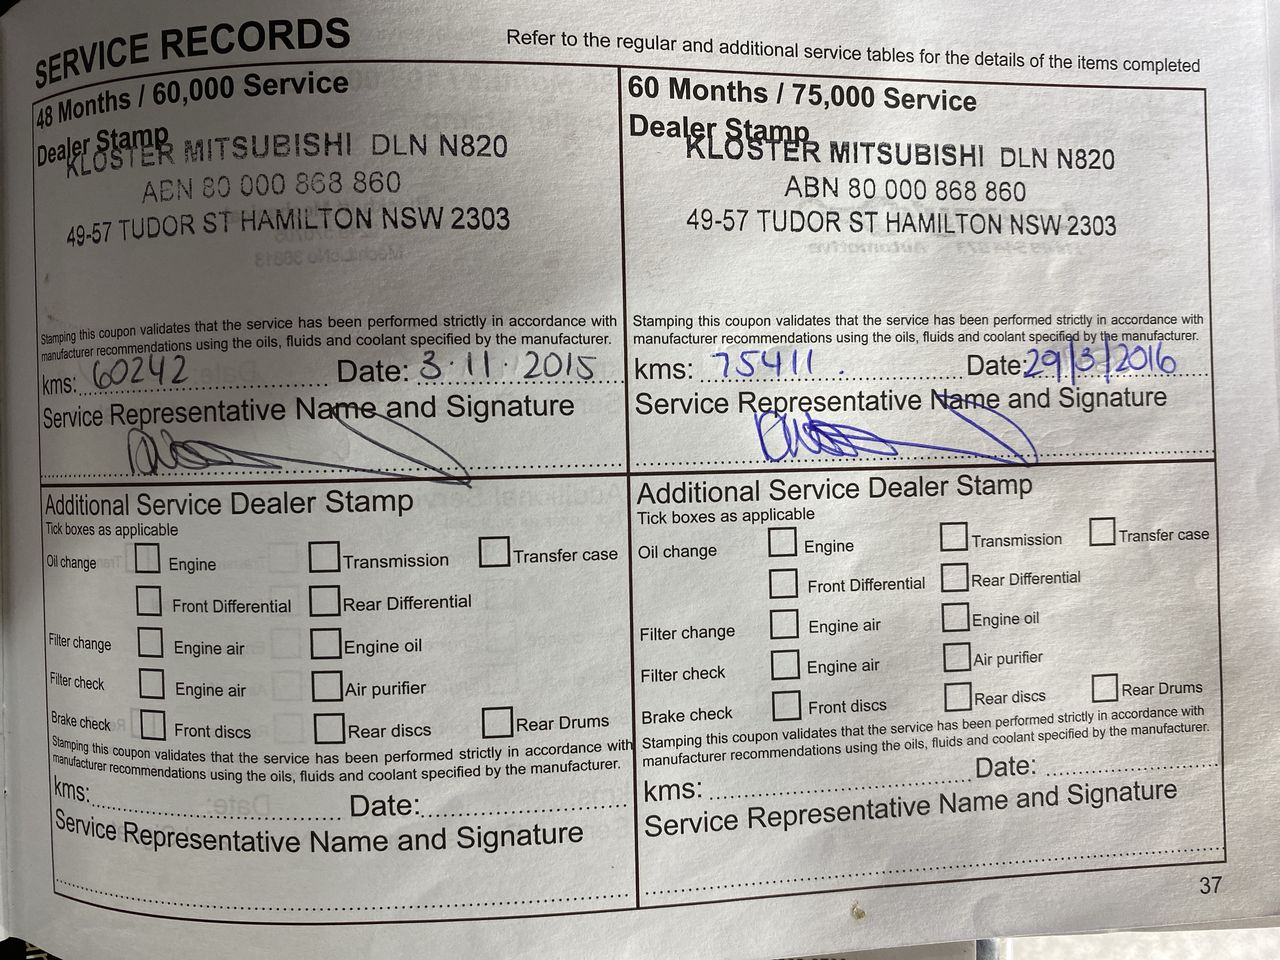 SERVICE RECORDS
Refer to the regular and additional service tables for the details of the items completed
48 Months / 60,000 Service
Dealer Stamp
KLOSTER MITSUBISHI DLN N820
ABN 80 000 868 860
49-57 TUDOR ST HAMILTON NSW 2303
Stamping this coupon validates that the service has been performed strictly in accordance with
manufacturer recommendations using the oils, fluids and coolant specified by the manufacturer.
kms: 60242 Date: 3.11.2015
Service Representative Name and Signature
Additional Service Dealer Stamp
Tick boxes as applicable
Oil change Engine Transmission Transfer case
Front Differential Rear Differential
Filter change Engine air Engine oil
Filter check Engine air Air purifier
Brake check Front discs Rear discs Rear Drums
Stamping this coupon validates that the service has been performed strictly in accordance with
manufacturer recommendations using the oils, fluids and coolant specified by the manufacturer.
kms: Date:
Service Representative Name and Signature
60 Months / 75,000 Service
Dealer Stamp
KLOSTER MITSUBISHI DLN N820
ABN 80 000 868 860
49-57 TUDOR ST HAMILTON NSW 2303
Stamping this coupon validates that the service has been performed strictly in accordance with
manufacturer recommendations using the oils, fluids and coolant specified by the manufacturer.
kms: 75411 . Date: 29/3/2016
Service Representative Name and Signature
Additional Service Dealer Stamp
Tick boxes as applicable
Oil change Engine Transmission Transfer case
Front Differential Rear Differential
Filter change Engine air Engine oil
Filter check Engine air Air purifier
Brake check Front discs Rear discs Rear Drums
Stamping this coupon validates that the service has been performed strictly in accordance with
manufacturer recommendations using the oils, fluids and coolant specified by the manufacturer.
kms: Date:
Service Representative Name and Signature
37